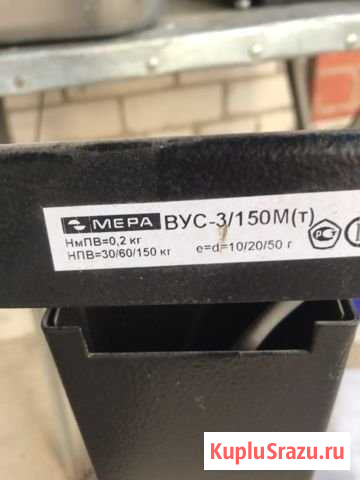 МЕРА ВУС-3/150М(т)
НмПВ=0,2 кг
НПВ=30/60/150 кг e=d=10/20/50 г
KupluSrazu.ru